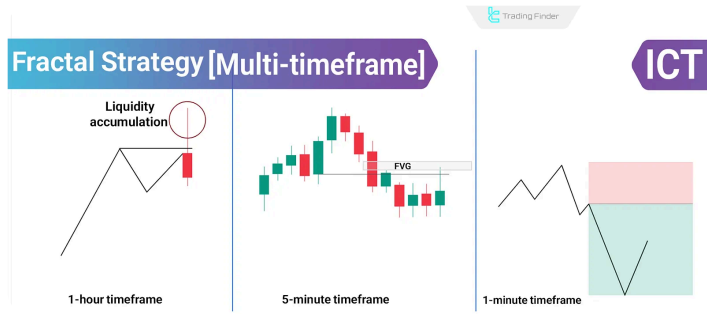 Trading Finder
Fractal Strategy [Multi-timeframe]
ICT
Liquidity
accumulation
FVG
1-hour timeframe
5-minute timeframe
1-minute timeframe